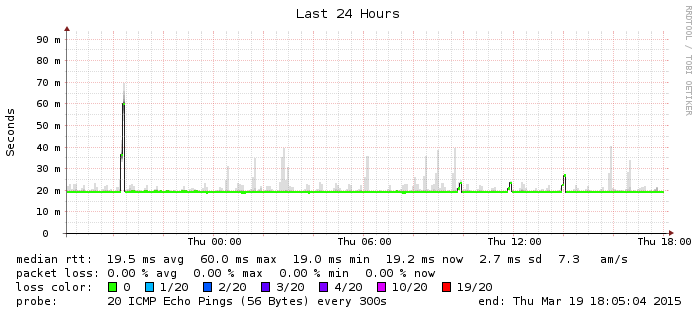 Last 24 Hours
RRDTOOL / TOBI OETIKER
Seconds
90 m
80 m
70 m
60 m
50 m
40 m
30 m
20 m
10 m
0
Thu 00:00 Thu 06:00 Thu 12:00 Thu 18:00
median rtt: 19.5 ms avg 60.0 ms max 19.0 ms min 19.2 ms now 2.7 ms sd 7.3 am/s
packet loss: 0.00 % avg 0.00 % max 0.00 % min 0.00 % now
loss color: 0 1/20 2/20 3/20 4/20 10/20 19/20
probe: 20 ICMP Echo Pings (56 Bytes) every 300s end: Thu Mar 19 18:05:04 2015